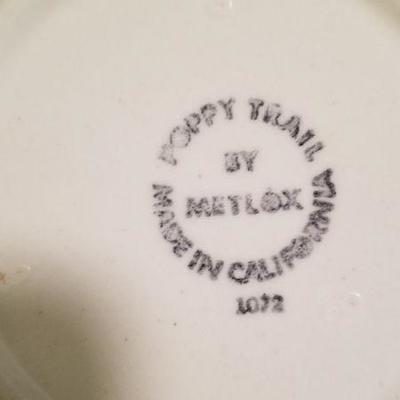 POPPY TRAIL
BY
METLOX
MADE IN CALIFORNIA
1072